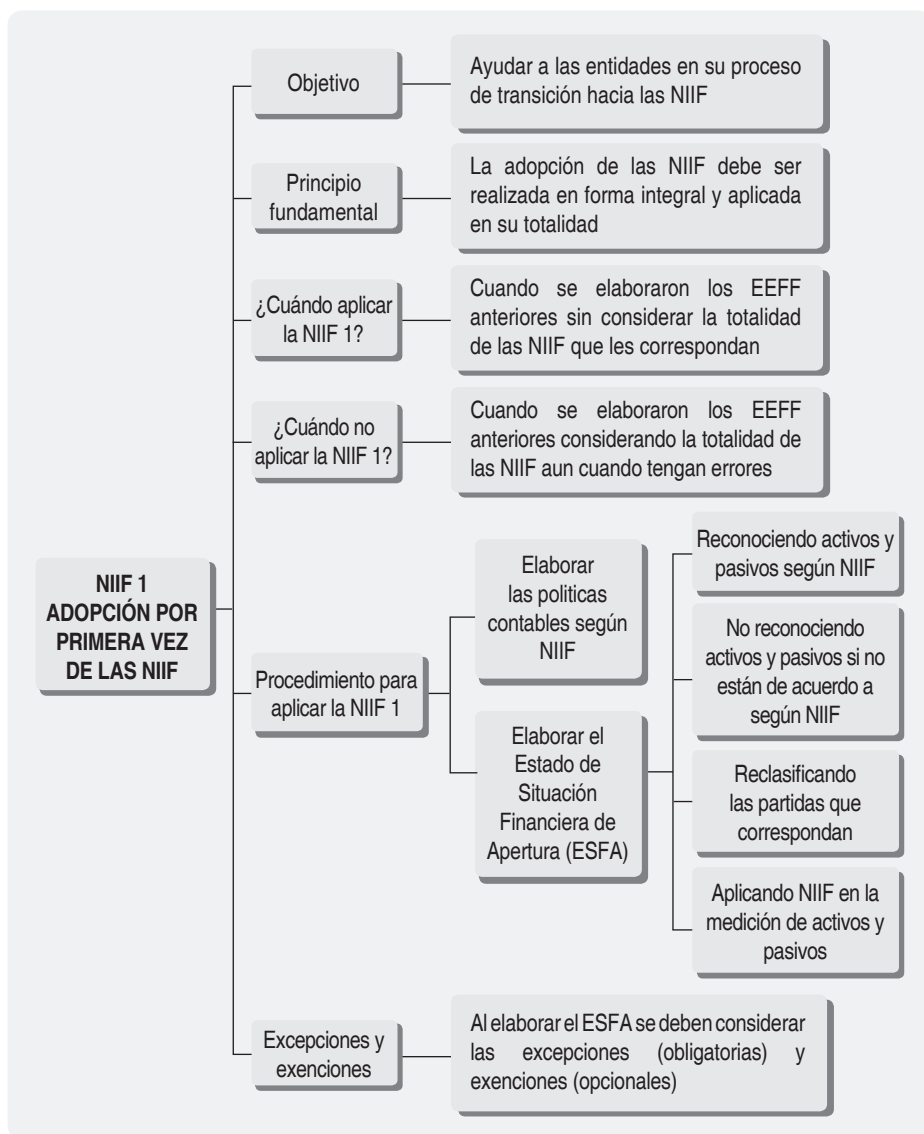 Objetivo
Ayudar a las entidades en su proceso
de transición hacia las NIIF
Principio
fundamental
La adopción de las NIIF debe ser
realizada en forma integral y aplicada
en su totalidad
¿Cuándo aplicar
la NIIF 1?
Cuando se elaboraron los EEFF
anteriores sin considerar la totalidad
de las NIIF que les correspondan
¿Cuándo no
aplicar la NIIF 1?
Cuando se elaboraron los EEFF
anteriores considerando la totalidad de
las NIIF aun cuando tengan errores
NIIF 1
ADOPCIÓN POR
PRIMERA VEZ
DE LAS NIIF
Procedimiento para
aplicar la NIIF 1
Elaborar
las politicas
contables según
NIIF
Elaborar el
Estado de
Situación
Financiera de
Apertura (ESFA)
Reconociendo activos y
pasivos según NIIF
No reconociendo
activos y pasivos si no
están de acuerdo a
según NIIF
Reclasificando
las partidas que
correspondan
Aplicando NIIF en la
medición de activos y
pasivos
Excepciones y
exenciones
Al elaborar el ESFA se deben considerar
las excepciones (obligatorias) y
exenciones (opcionales)